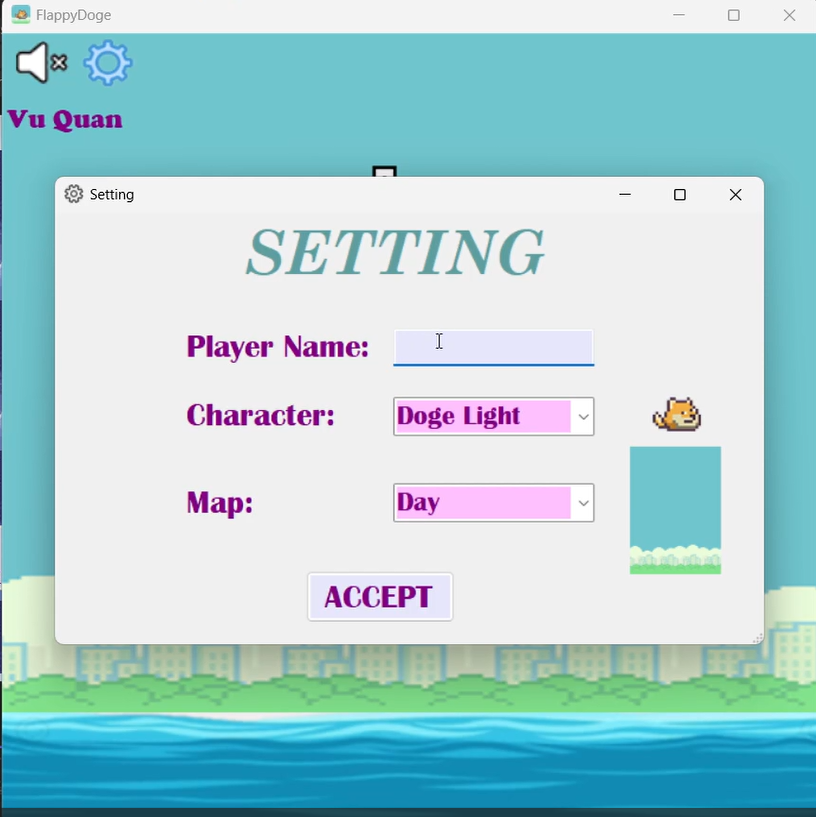 FlappyDoge
Vu Quan
Setting
SETTING
Player Name:
Character: Doge Light
Map: Day
ACCEPT